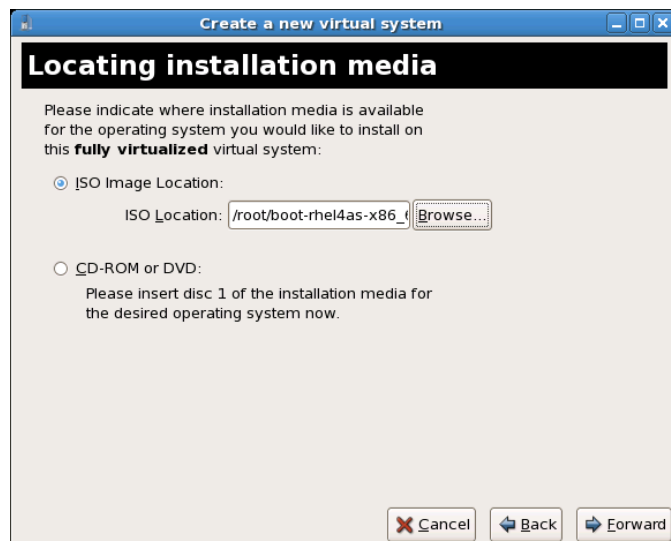 Create a new virtual system
Locating installation media
Please indicate where installation media is available
for the operating system you would like to install on
this fully virtualized virtual system:
ISO Image Location:
ISO Location: /root/boot-rhel4as-x86_6 Browse...
CD-ROM or DVD:
Please insert disc 1 of the installation media for
the desired operating system now.
Cancel Back Forward